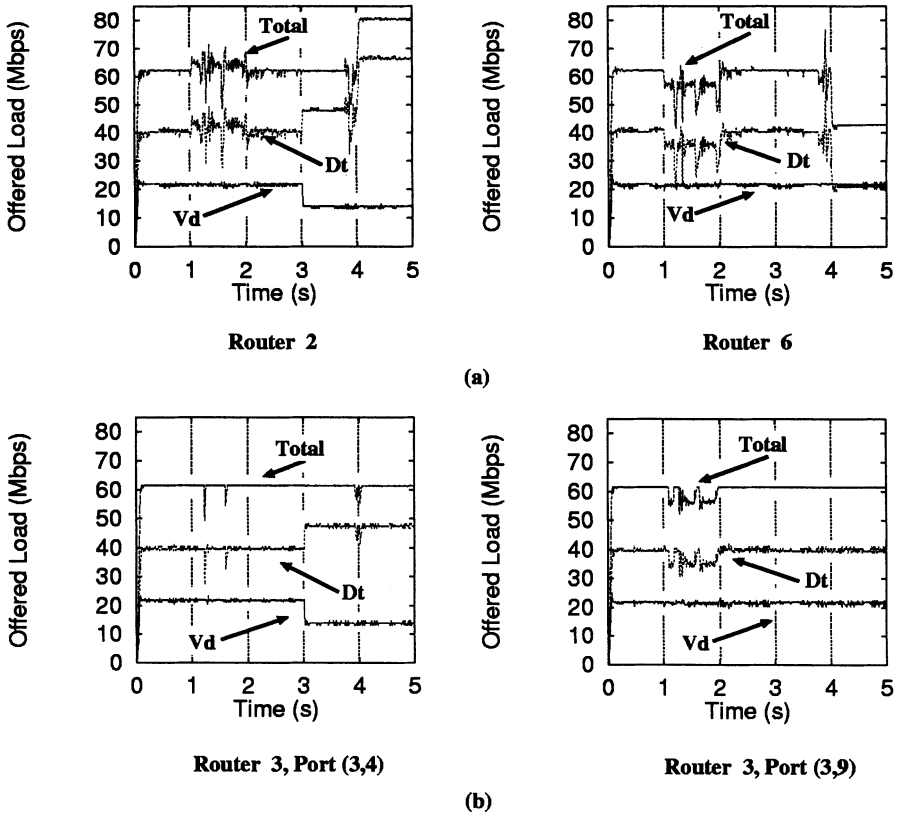 Offered Load (Mbps)
80
70
60
50
40
30
20
10
0
Total
Dt
Vd
0 1 2 3 4 5
Time (s)
Router 2
Offered Load (Mbps)
80
70
60
50
40
30
20
10
0
Total
Dt
Vd
0 1 2 3 4 5
Time (s)
Router 6
(a)
Offered Load (Mbps)
80
70
60
50
40
30
20
10
0
Total
Dt
Vd
0 1 2 3 4 5
Time (s)
Router 3, Port (3,4)
Offered Load (Mbps)
80
70
60
50
40
30
20
10
0
Total
Dt
Vd
0 1 2 3 4 5
Time (s)
Router 3, Port (3,9)
(b)